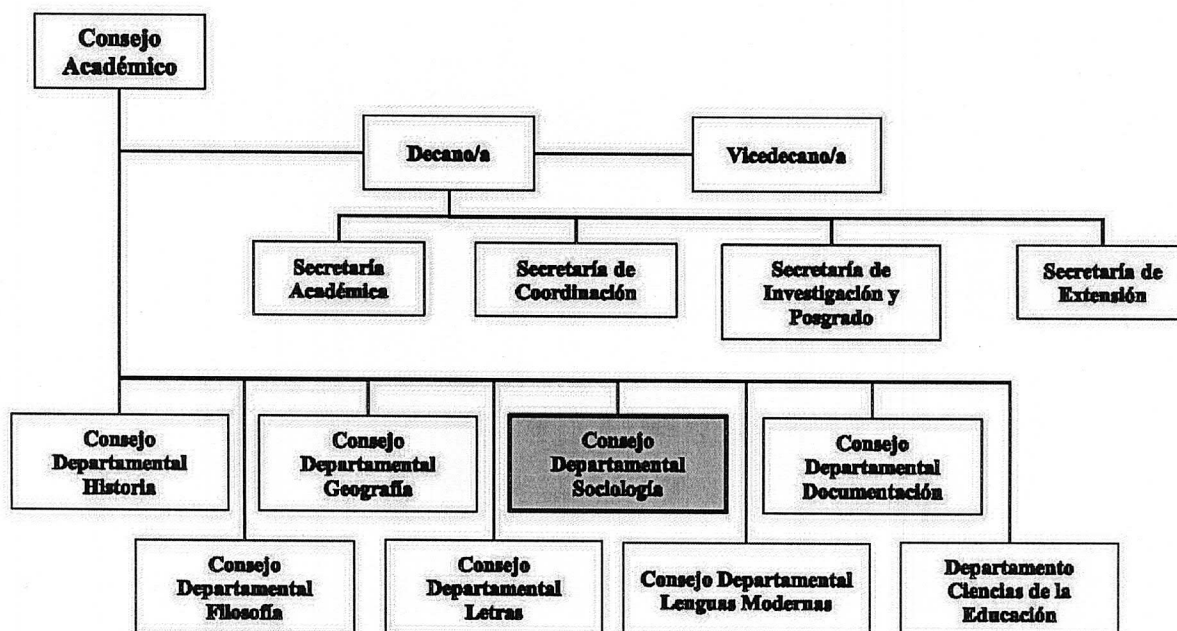 Consejo
Académico
Decano/a
Vicedecano/a
Secretaría
Académica
Secretaría de
Coordinación
Secretaría de
Investigación y
Posgrado
Secretaría de
Extensión
Consejo
Departamental
Historia
Consejo
Departamental
Geografía
Consejo
Departamental
Sociología
Consejo
Departamental
Documentación
Consejo
Departamental
Filosofía
Consejo
Departamental
Letras
Consejo Departamental
Lenguas Modernas
Departamento
Ciencias de la
Educación